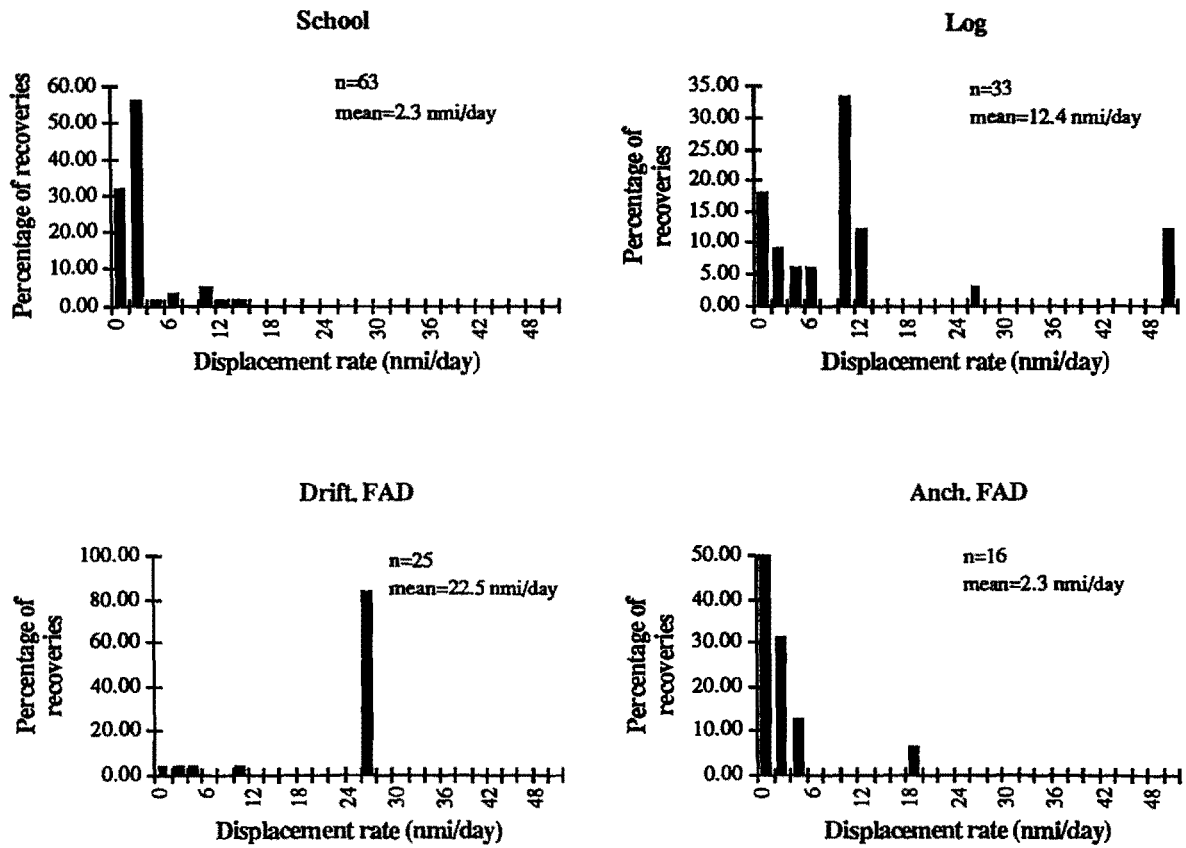 School
Percentage of recoveries
60.00
50.00
40.00
30.00
20.00
10.00
0.00
n=63
mean=2.3 nmi/day
0
6
12
18
24
30
36
42
48
Displacement rate (nmi/day)
Log
Percentage of
recoveries
35.00
30.00
25.00
20.00
15.00
10.00
5.00
0.00
n=33
mean=12.4 nmi/day
0
6
12
18
24
30
36
42
48
Displacement rate (nmi/day)
Drift. FAD
Percentage of
recoveries
100.00
80.00
60.00
40.00
20.00
0.00
n=25
mean=22.5 nmi/day
0
6
12
18
24
30
36
42
48
Displacement rate (nmi/day)
Anch. FAD
Percentage of
recoveries
50.00
40.00
30.00
20.00
10.00
0.00
n=16
mean=2.3 nmi/day
0
6
12
18
24
30
36
42
48
Displacement rate (nmi/day)